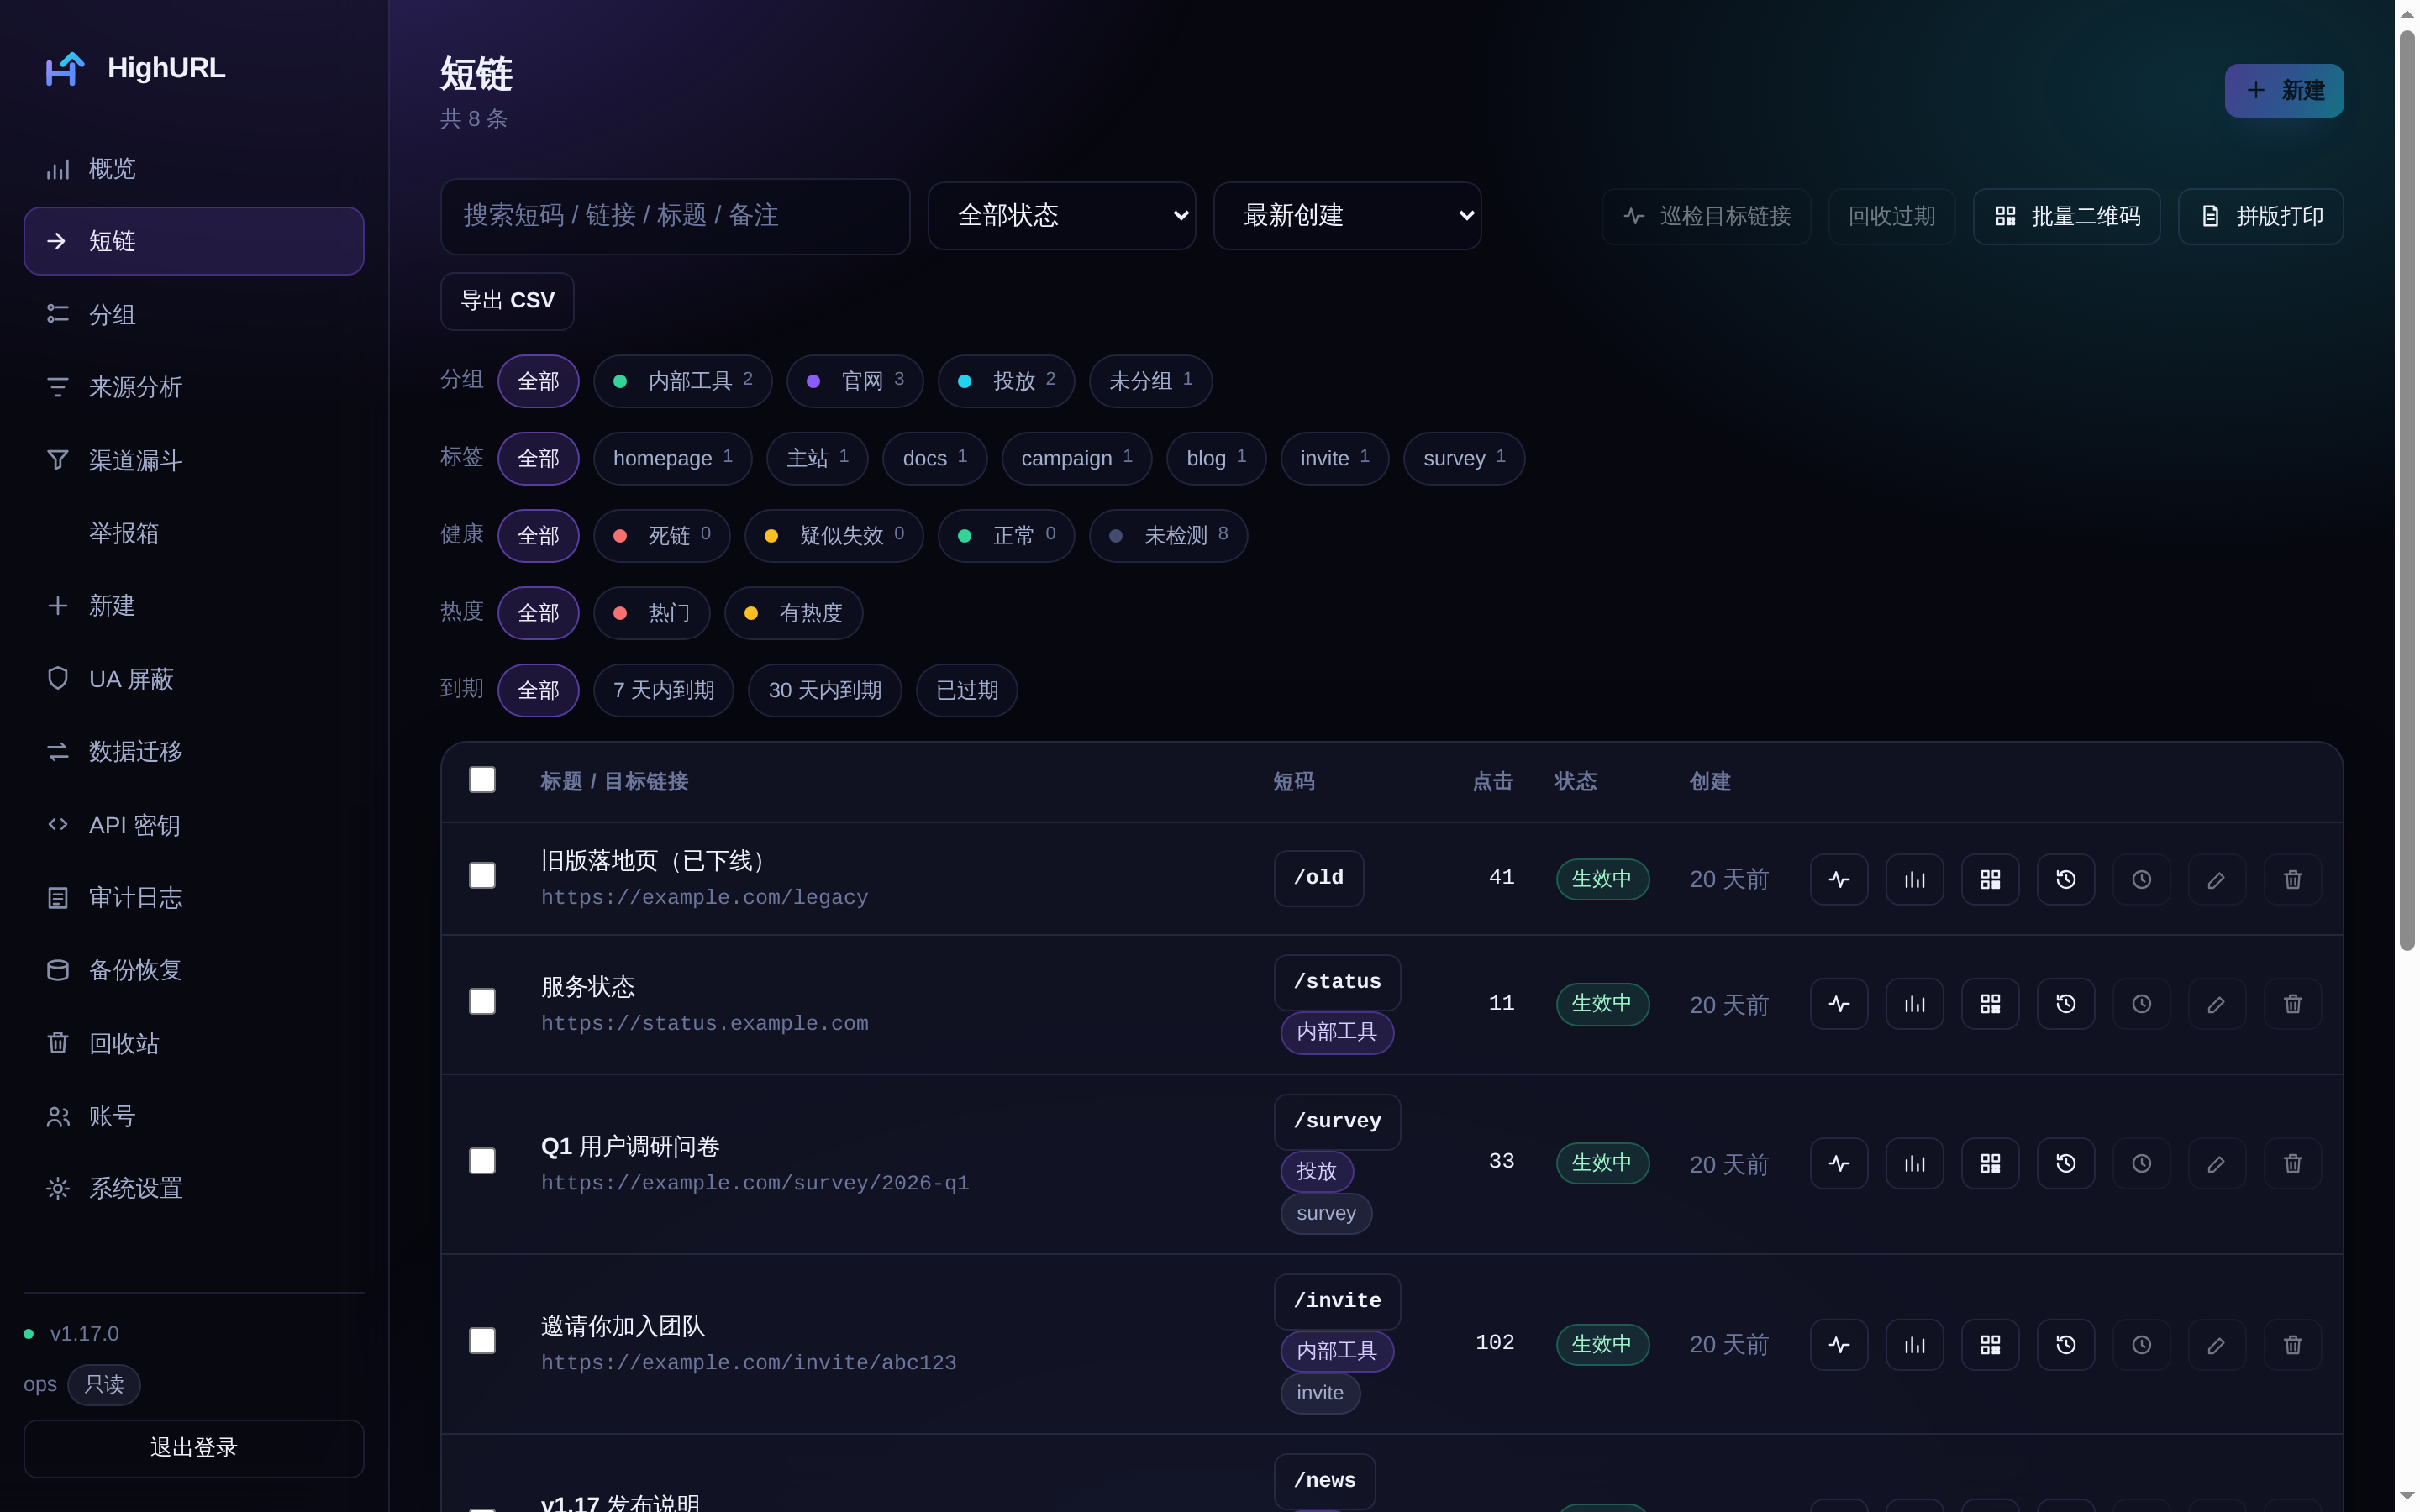 HighURL
概览
短链
分组
来源分析
渠道漏斗
举报箱
新建
UA 屏蔽
数据迁移
API 密钥
审计日志
备份恢复
回收站
账号
系统设置
v1.17.0
ops 只读
退出登录
短链
共 8 条
新建
搜索短码 / 链接 / 标题 / 备注 全部状态 最新创建 巡检目标链接 回收过期 批量二维码 拼版打印
导出 CSV
分组 全部 内部工具 2 官网 3 投放 2 未分组 1
标签 全部 homepage 1 主站 1 docs 1 campaign 1 blog 1 invite 1 survey 1
健康 全部 死链 0 疑似失效 0 正常 0 未检测 8
热度 全部 热门 有热度
到期 全部 7 天内到期 30 天内到期 已过期
标题 / 目标链接 短码 点击 状态 创建
旧版落地页（已下线）
https://example.com/legacy
/old 41 生效中 20 天前
服务状态
https://status.example.com
/status
内部工具
11 生效中 20 天前
Q1 用户调研问卷
https://example.com/survey/2026-q1
/survey
投放
survey
33 生效中 20 天前
邀请你加入团队
https://example.com/invite/abc123
/invite
内部工具
invite
102 生效中 20 天前
v1.17 发布说明
/news